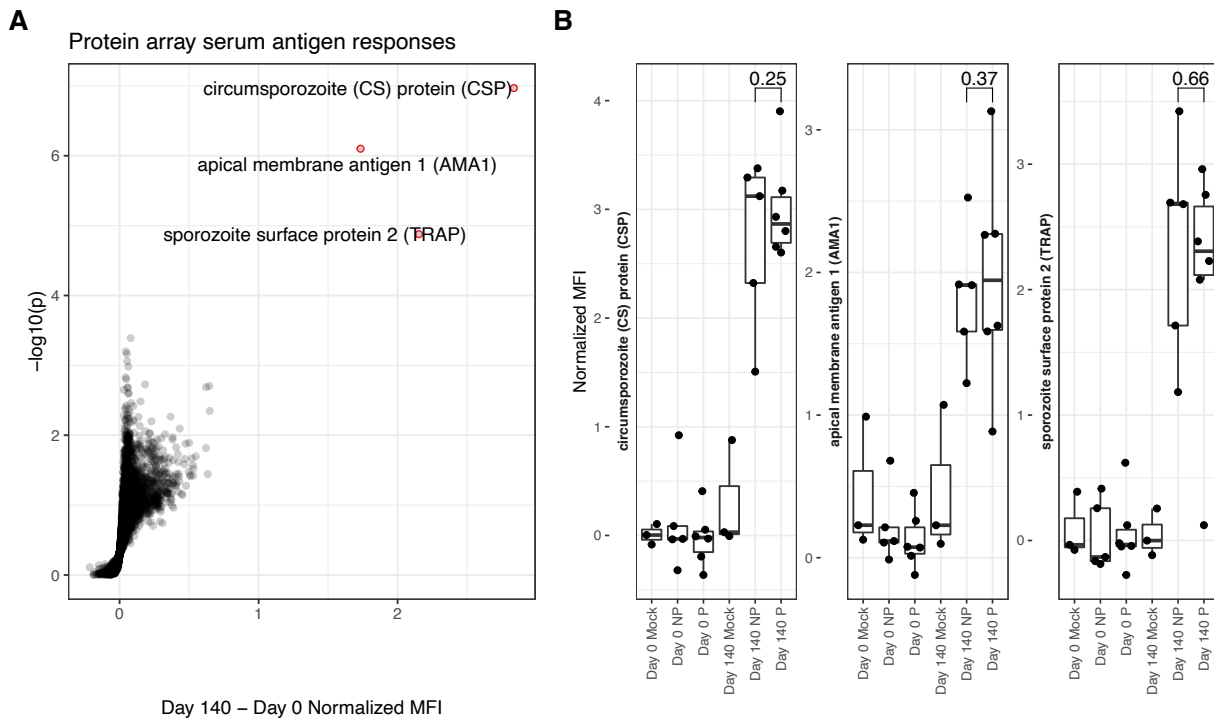 A
Protein array serum antigen responses
circumsporozoite (CS) protein (CSP)
apical membrane antigen 1 (AMA1)
sporozoite surface protein 2 (TRAP)
−log10(p)
6
4
2
0
0
1
2
Day 140 − Day 0 Normalized MFI
B
Normalized MFI
circumsporozoite (CS) protein (CSP)
4
3
2
1
0
0.25
Day 0 Mock
Day 0 NP
Day 0 P
Day 140 Mock
Day 140 NP
Day 140 P
apical membrane antigen 1 (AMA1)
3
2
1
0
0.37
Day 0 Mock
Day 0 NP
Day 0 P
Day 140 Mock
Day 140 NP
Day 140 P
sporozoite surface protein 2 (TRAP)
3
2
1
0
0.66
Day 0 Mock
Day 0 NP
Day 0 P
Day 140 Mock
Day 140 NP
Day 140 P